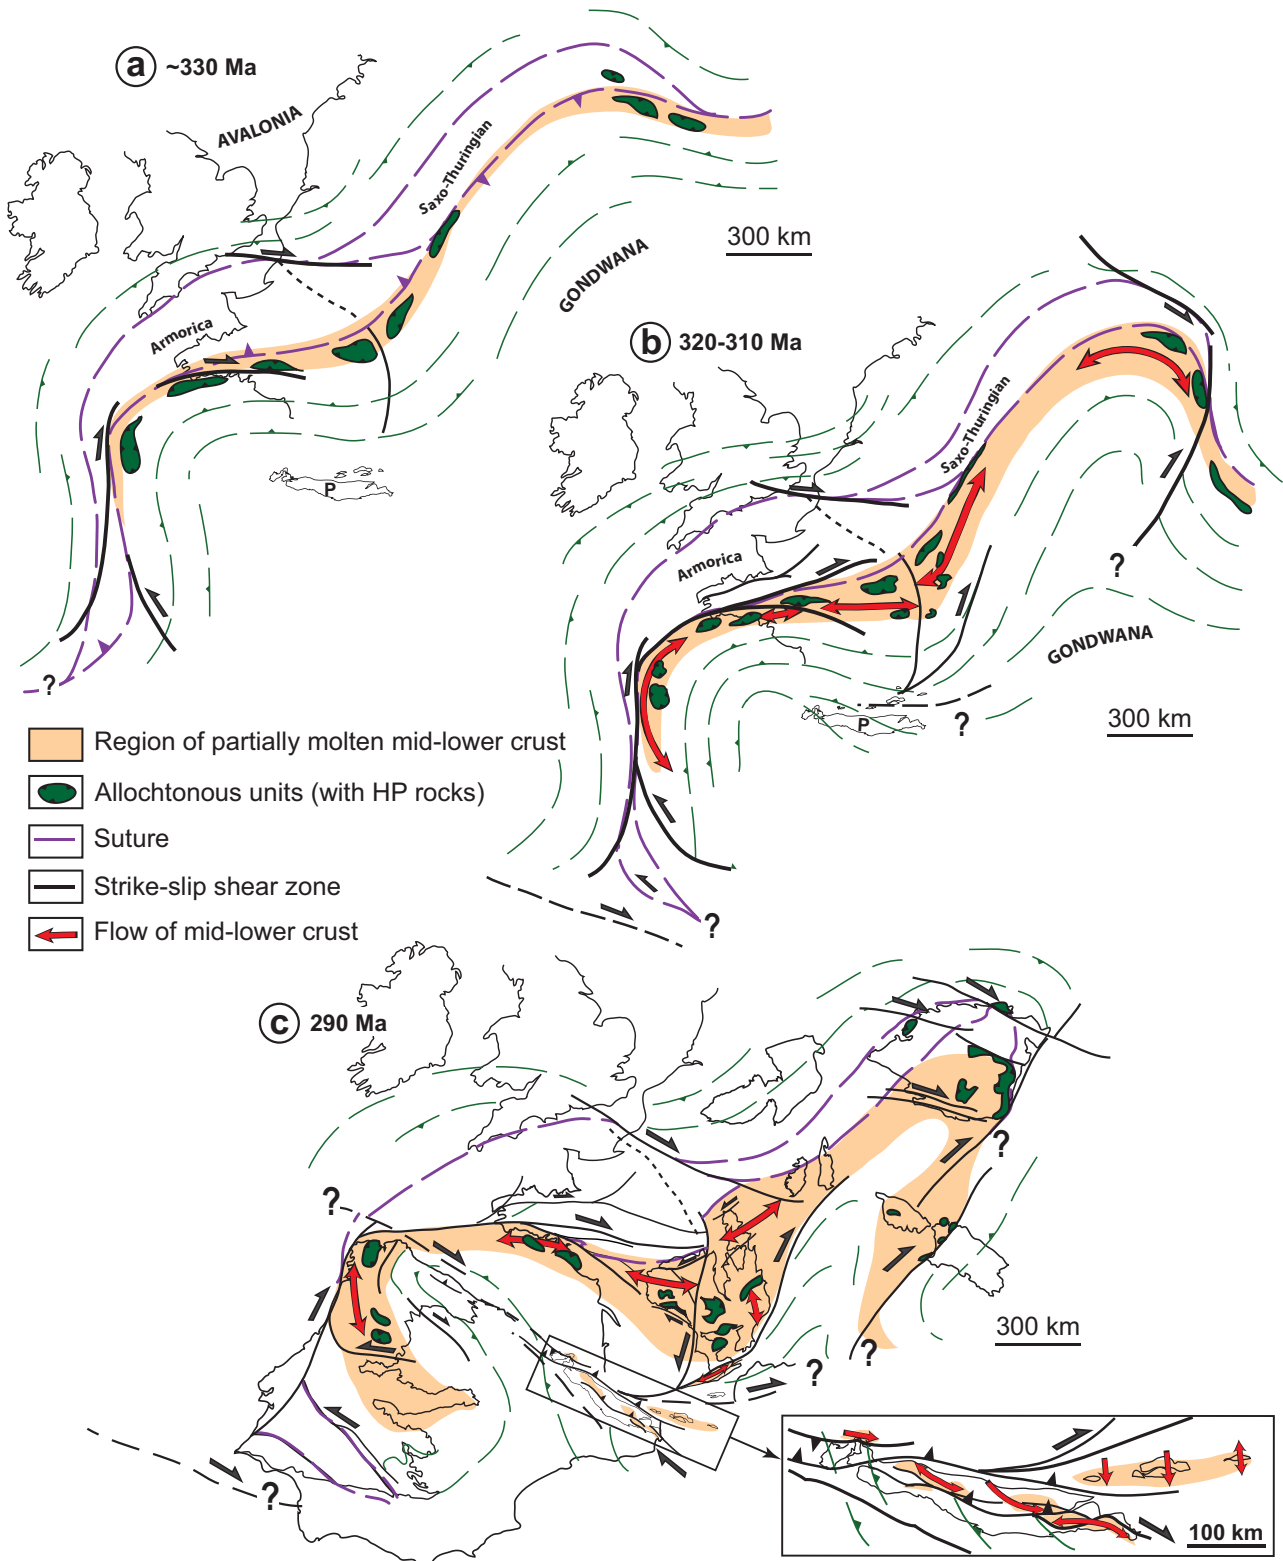 a ~330 Ma
AVALONIA
Saxo-Thuringian
Armorica
GONDWANA
300 km
P
?
b 320-310 Ma
Saxo-Thuringian
Armorica
GONDWANA
?
P
?
300 km
?
Region of partially molten mid-lower crust
Allochtonous units (with HP rocks)
Suture
Strike-slip shear zone
Flow of mid-lower crust
c 290 Ma
?
?
?
?
?
300 km
100 km